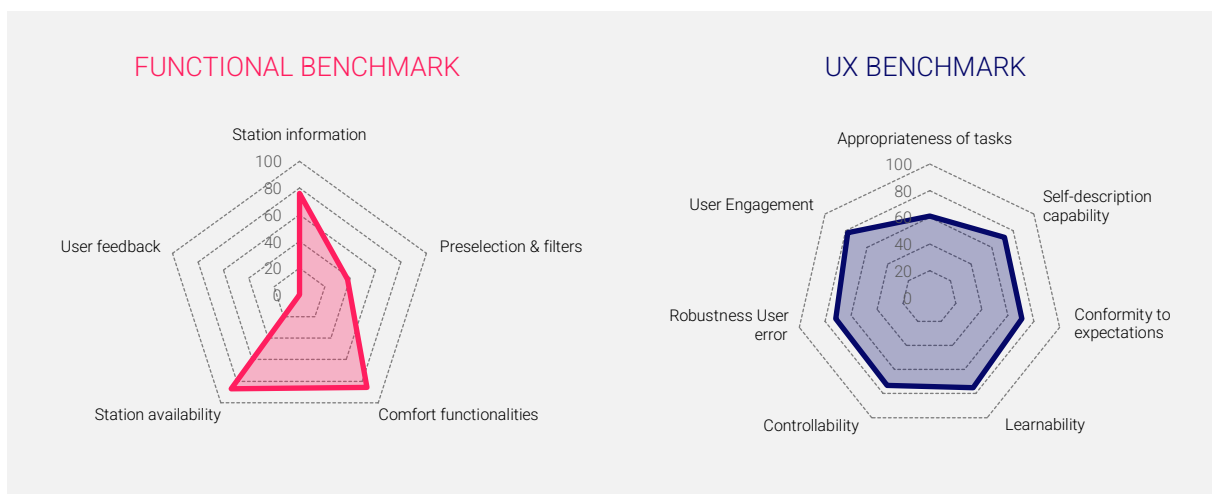 FUNCTIONAL BENCHMARK
Station information
100
80
60
40
20
0
User feedback
Preselection & filters
Station availability
Comfort functionalities
UX BENCHMARK
Appropriateness of tasks
100
80
60
40
20
0
User Engagement
Self-description
capability
Robustness User
error
Conformity to
expectations
Controllability
Learnability